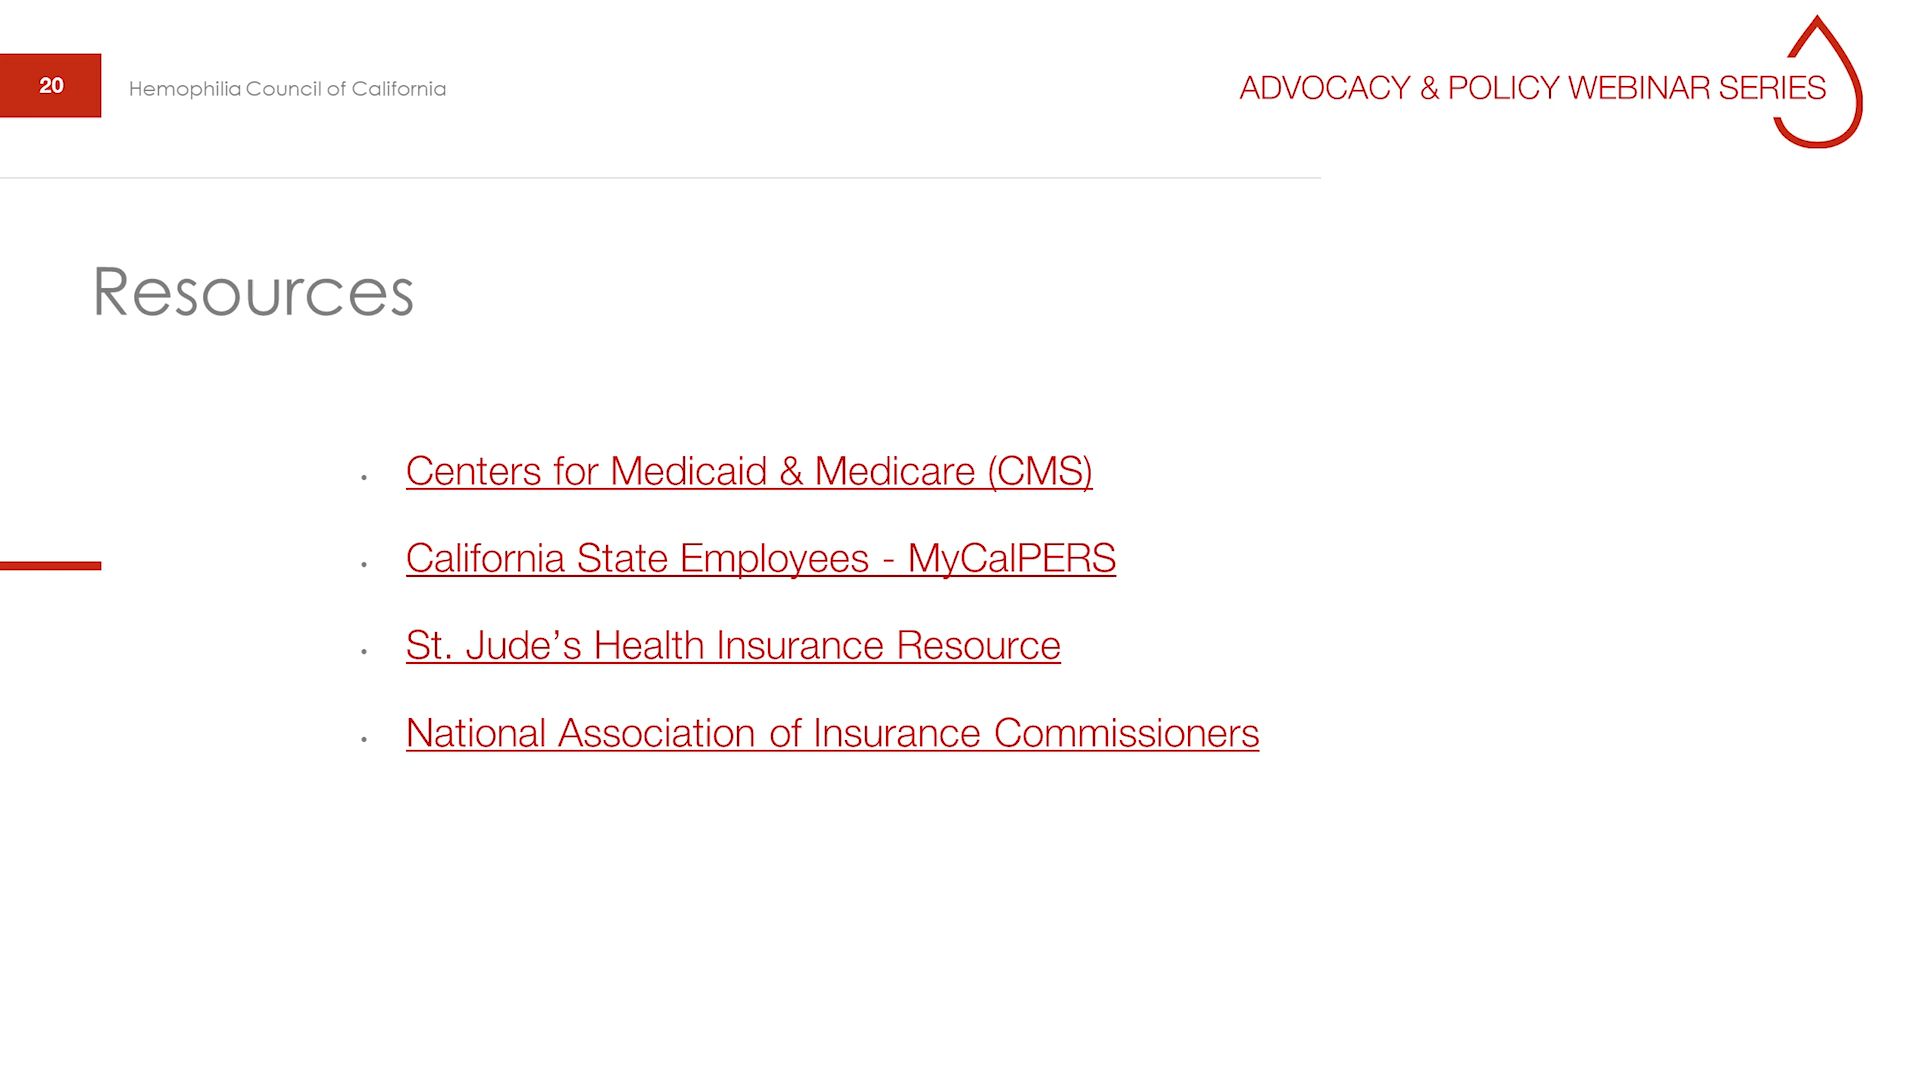 20
Hemophilia Council of California
ADVOCACY & POLICY WEBINAR SERIES
Resources
• Centers for Medicaid & Medicare (CMS)
• California State Employees - MyCalPERS
• St. Jude’s Health Insurance Resource
• National Association of Insurance Commissioners